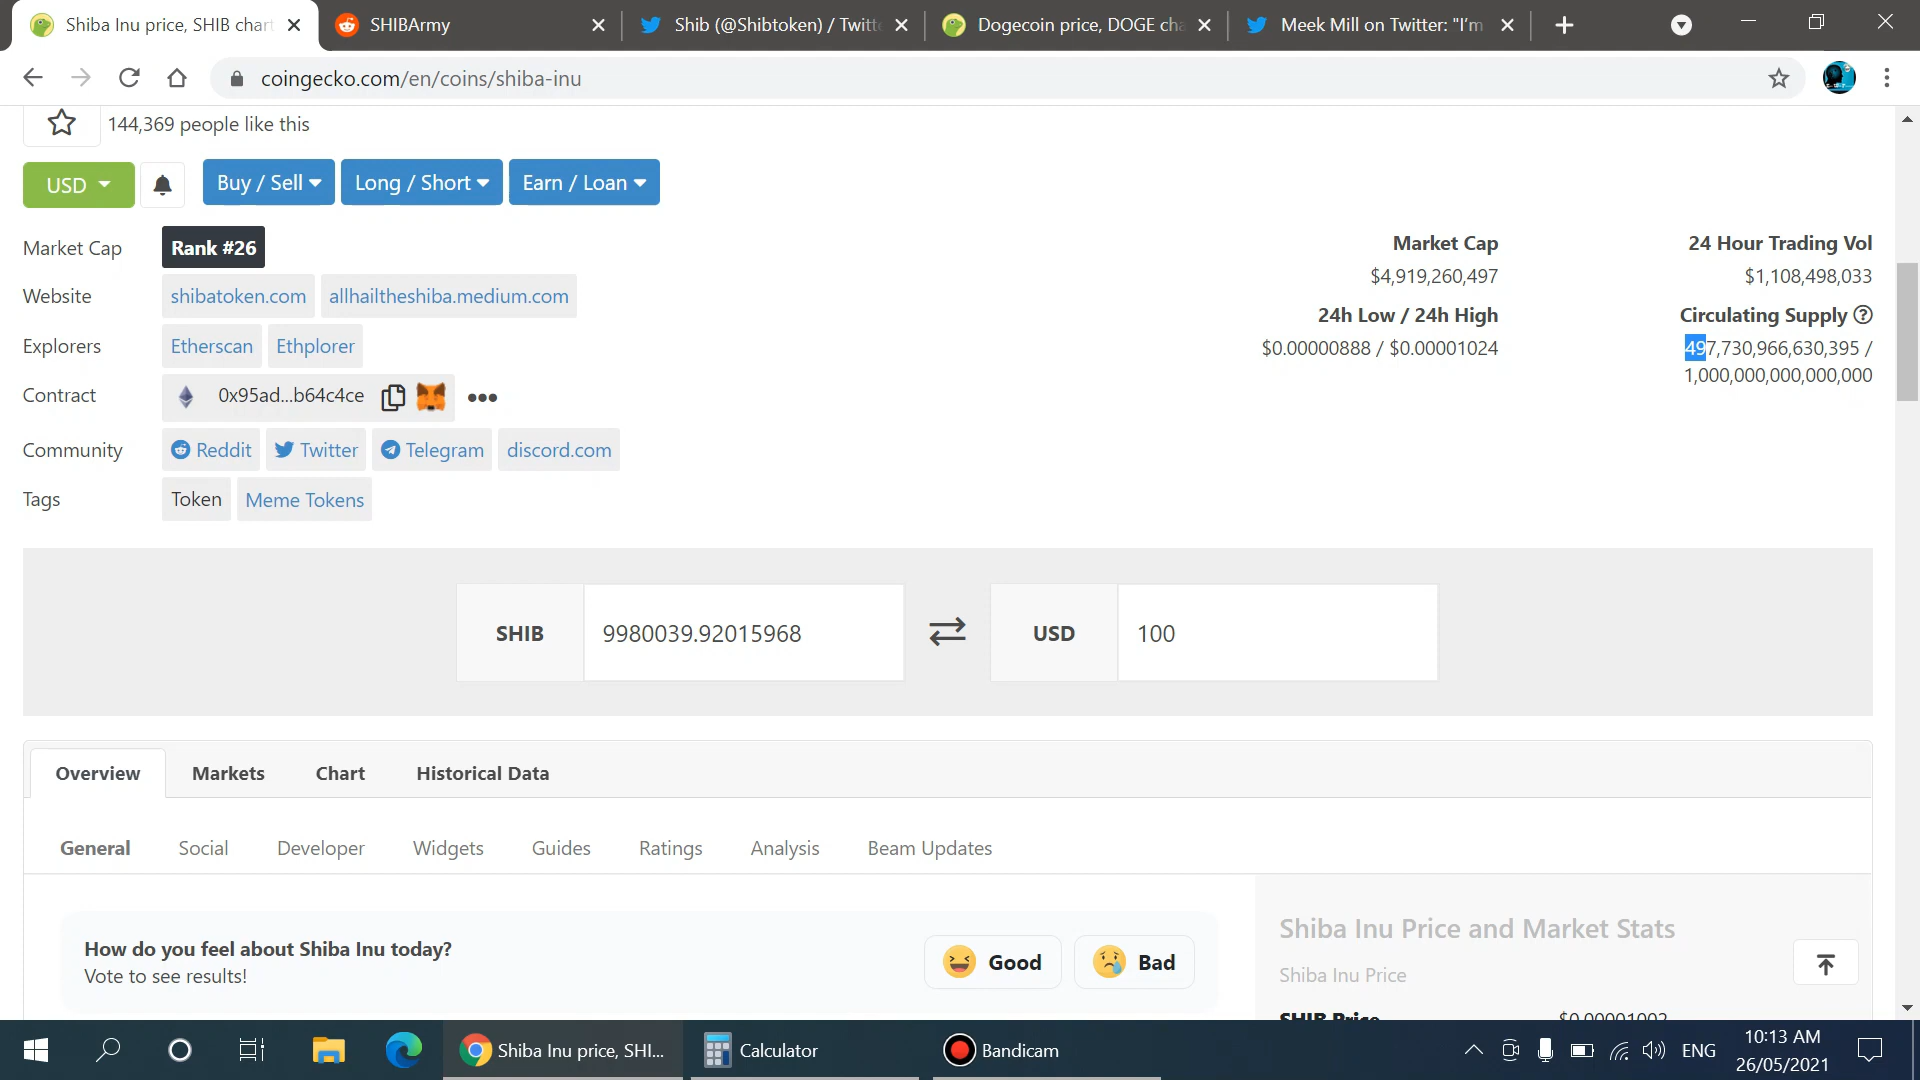 Shiba Inu price, SHIB chart
SHIBArmy
Shib (@Shibtoken) / Twitte
Dogecoin price, DOGE cha
Meek Mill on Twitter: "I'm
coingecko.com/en/coins/shiba-inu
144,369 people like this
USD
Buy / Sell
Long / Short
Earn / Loan
Market Cap
Rank #26
Website
shibatoken.com
allhailtheshiba.medium.com
Explorers
Etherscan
Ethplorer
Contract
0x95ad...b64c4ce
Community
Reddit
Twitter
Telegram
discord.com
Tags
Token
Meme Tokens
Market Cap
$4,919,260,497
24h Low / 24h High
$0.00000888 / $0.00001024
24 Hour Trading Vol
$1,108,498,033
Circulating Supply ?
497,730,966,630,395 /
1,000,000,000,000,000
SHIB
9980039.92015968
USD
100
Overview
Markets
Chart
Historical Data
General
Social
Developer
Widgets
Guides
Ratings
Analysis
Beam Updates
How do you feel about Shiba Inu today?
Vote to see results!
Good
Bad
Shiba Inu Price and Market Stats
Shiba Inu Price
SHIB Price
$0.00001002
Shiba Inu price, SHI...
Calculator
Bandicam
ENG
10:13 AM
26/05/2021